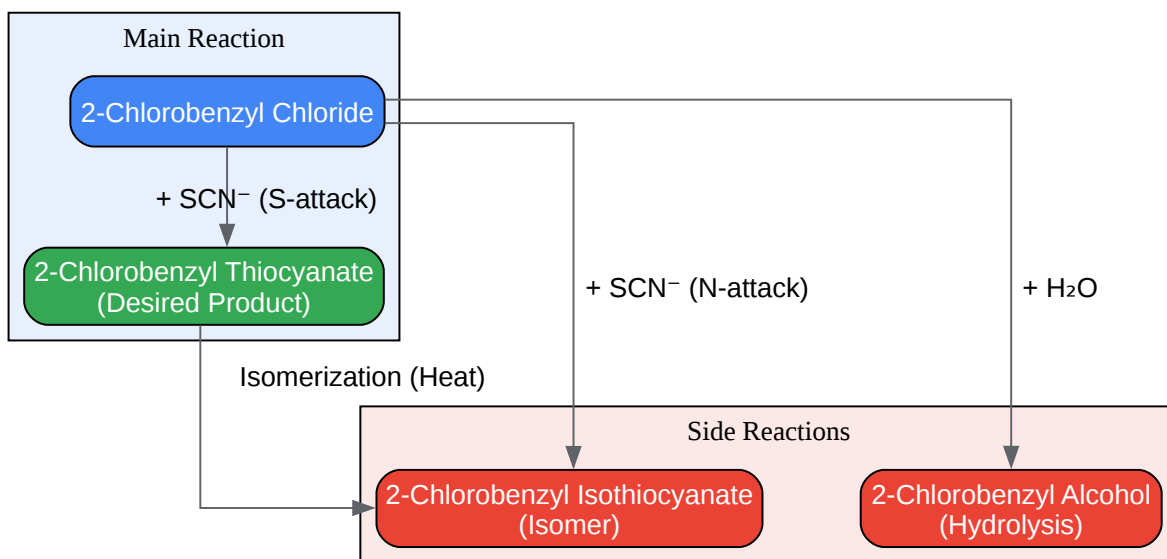 Main Reaction
2-Chlorobenzyl Chloride
+ SCN⁻ (S-attack)
2-Chlorobenzyl Thiocyanate
(Desired Product)
+ SCN⁻ (N-attack)
+ H₂O
Isomerization (Heat)
Side Reactions
2-Chlorobenzyl Isothiocyanate
(Isomer)
2-Chlorobenzyl Alcohol
(Hydrolysis)